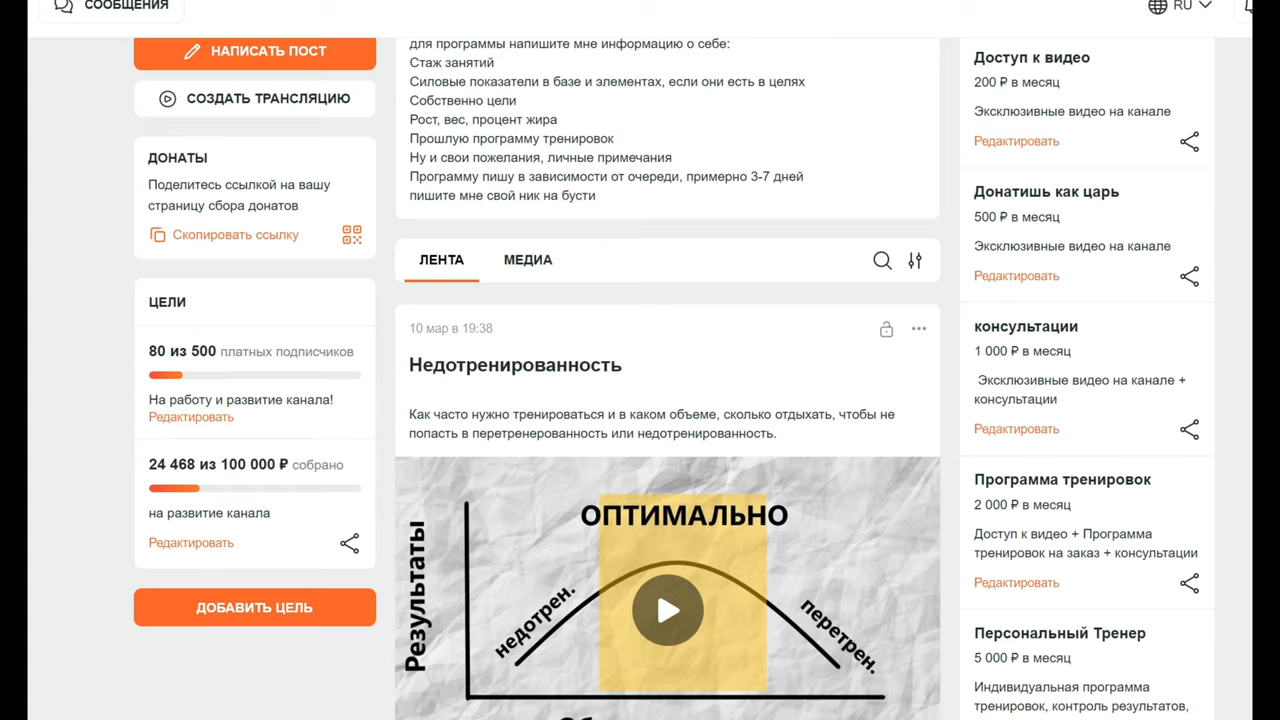 СООБЩЕНИЯ
RU
НАПИСАТЬ ПОСТ
СОЗДАТЬ ТРАНСЛЯЦИЮ
ДОНАТЫ
Поделитесь ссылкой на вашу
страницу сбора донатов
Скопировать ссылку
ЦЕЛИ
80 из 500 платных подписчиков
На работу и развитие канала!
Редактировать
24 468 из 100 000 ₽ собрано
на развитие канала
Редактировать
ДОБАВИТЬ ЦЕЛЬ
для программы напишите мне информацию о себе:
Стаж занятий
Силовые показатели в базе и элементах, если они есть в целях
Собственно цели
Рост, вес, процент жира
Прошлую программу тренировок
Ну и свои пожелания, личные примечания
Программу пишу в зависимости от очереди, примерно 3-7 дней
пишите мне свой ник на бусти
ЛЕНТА
МЕДИА
10 мар в 19:38
Недотренированность
Как часто нужно тренироваться и в каком объеме, сколько отдыхать, чтобы не
попасть в перетренерованность или недотренированность.
ОПТИМАЛЬНО
Результаты
недотрен.
перетрен.
Доступ к видео
200 ₽ в месяц
Эксклюзивные видео на канале
Редактировать
Донатишь как царь
500 ₽ в месяц
Эксклюзивные видео на канале
Редактировать
консультации
1 000 ₽ в месяц
Эксклюзивные видео на канале +
консультации
Редактировать
Программа тренировок
2 000 ₽ в месяц
Доступ к видео + Программа
тренировок на заказ + консультации
Редактировать
Персональный Тренер
5 000 ₽ в месяц
Индивидуальная программа
тренировок, контроль результатов,